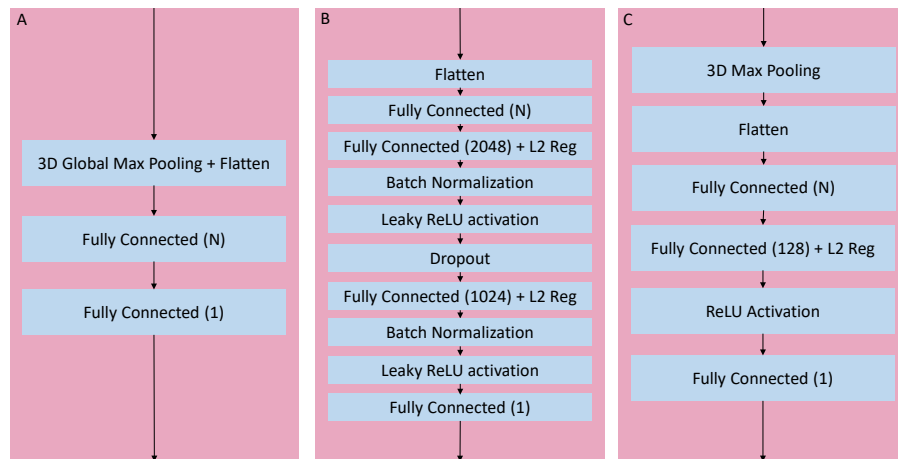 A
3D Global Max Pooling + Flatten
Fully Connected (N)
Fully Connected (1)
B
Flatten
Fully Connected (N)
Fully Connected (2048) + L2 Reg
Batch Normalization
Leaky ReLU activation
Dropout
Fully Connected (1024) + L2 Reg
Batch Normalization
Leaky ReLU activation
Fully Connected (1)
C
3D Max Pooling
Flatten
Fully Connected (N)
Fully Connected (128) + L2 Reg
ReLU Activation
Fully Connected (1)